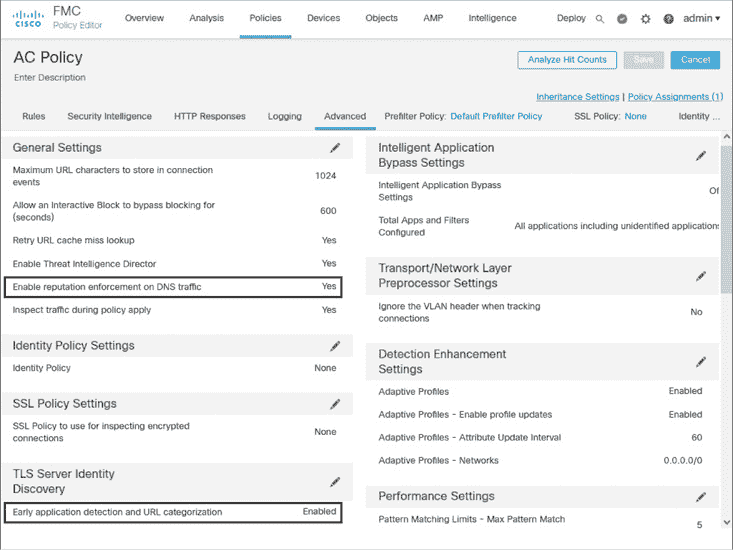 cisco
FMC
Policy Editor
Overview
Analysis
Policies
Devices
Objects
AMP
Intelligence
Deploy
admin
AC Policy
Enter Description
Analyze Hit Counts
Save
Cancel
Inheritance Settings | Policy Assignments (1)
Rules
Security Intelligence
HTTP Responses
Logging
Advanced
Prefilter Policy: Default Prefilter Policy
SSL Policy: None
Identity ...
General Settings
Maximum URL characters to store in connection
events
1024
Allow an Interactive Block to bypass blocking for
(seconds)
600
Retry URL cache miss lookup
Yes
Enable Threat Intelligence Director
Yes
Enable reputation enforcement on DNS traffic
Yes
Inspect traffic during policy apply
Yes
Identity Policy Settings
Identity Policy
None
SSL Policy Settings
SSL Policy to use for inspecting encrypted
connections
None
TLS Server Identity
Discovery
Early application detection and URL categorization
Enabled
Intelligent Application
Bypass Settings
Intelligent Application Bypass
Settings
Of
Total Apps and Filters
Configured
All applications including unidentified applications
Transport/Network Layer
Preprocessor Settings
Ignore the VLAN header when tracking
connections
No
Detection Enhancement
Settings
Adaptive Profiles
Enabled
Adaptive Profiles - Enable profile updates
Enabled
Adaptive Profiles - Attribute Update Interval
60
Adaptive Profiles - Networks
0.0.0.0/0
Performance Settings
Pattern Matching Limits - Max Pattern Match
5